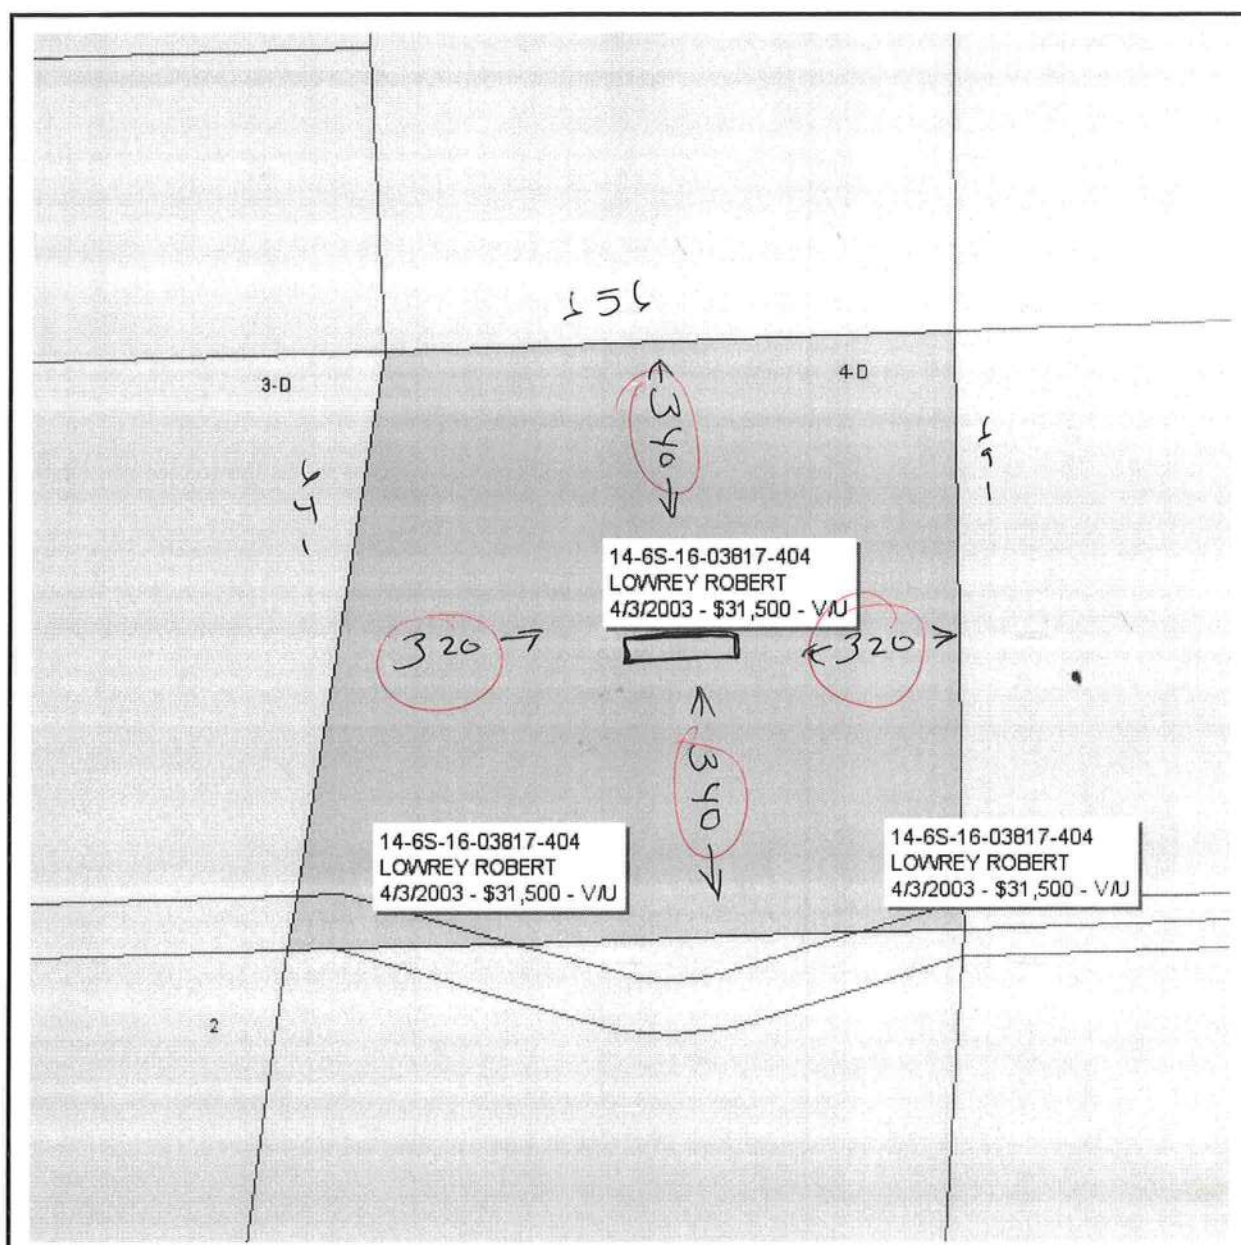 3-D
4-D
340
14-6S-16-03817-404
LOWREY ROBERT
4/3/2003 - $31,500 - V/U
320
320
340
14-6S-16-03817-404
LOWREY ROBERT
4/3/2003 - $31,500 - V/U
14-6S-16-03817-404
LOWREY ROBERT
4/3/2003 - $31,500 - V/U
2